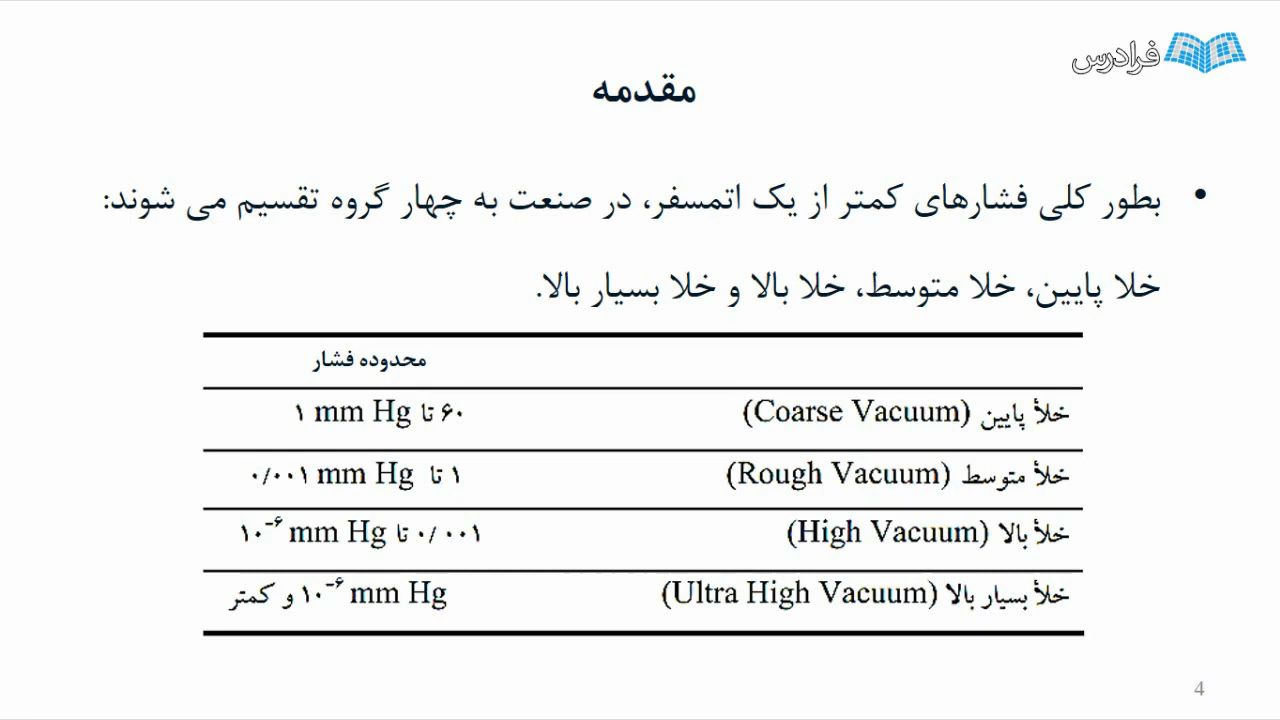 فرادرس
مقدمه
• بطور کلی فشارهای کمتر از یک اتمسفر، در صنعت به چهار گروه تقسیم می شوند:
خلا پایین، خلا متوسط، خلا بالا و خلا بسیار بالا.
محدوده فشار
خلأ پایین (Coarse Vacuum) ۶۰ تا ۱ mm Hg
خلأ متوسط (Rough Vacuum) ۱ تا ۰/۰۰۱ mm Hg
خلأ بالا (High Vacuum) ۰/۰۰۱ تا ۱۰⁻۶ mm Hg
خلأ بسیار بالا (Ultra High Vacuum) ۱۰⁻۶ mm Hg و کمتر
4